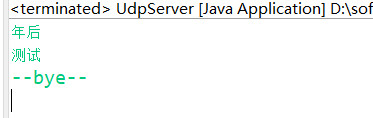 <terminated> UdpServer [Java Application] D:\sof
年后
测试
--bye--